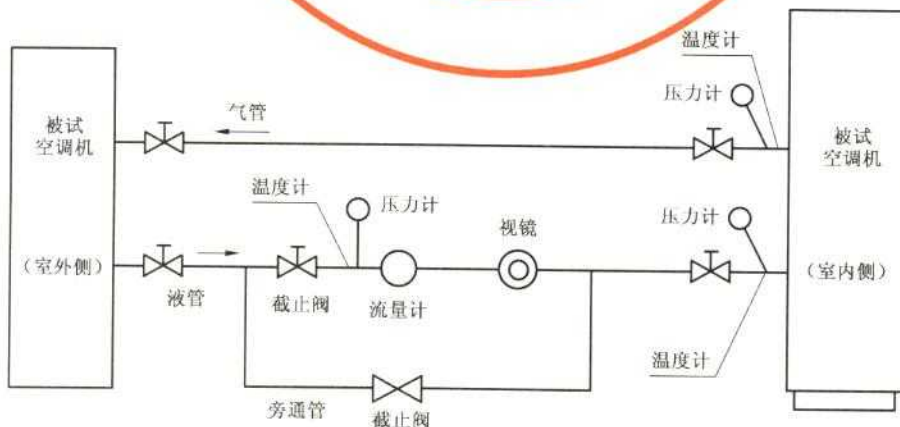 温度计
压力计
气管
被试
空调机
被试
空调机
温度计
压力计
压力计
视镜
（室外侧）
（室内侧）
液管
截止阀
流量计
温度计
旁通管
截止阀